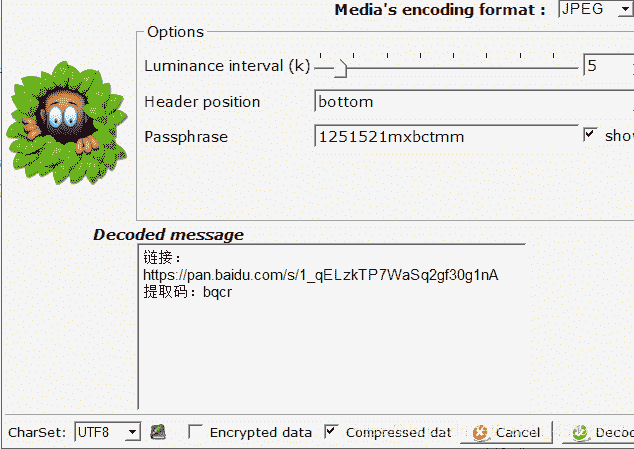 Media's encoding format : JPEG
Options
Luminance interval (k) 5
Header position bottom
Passphrase 1251521mxbctmm show
Decoded message
链接：
https://pan.baidu.com/s/1_qELzkTP7WaSq2gf30g1nA
提取码：bqcr
CharSet: UTF8 Encrypted data Compressed dat Cancel Decod